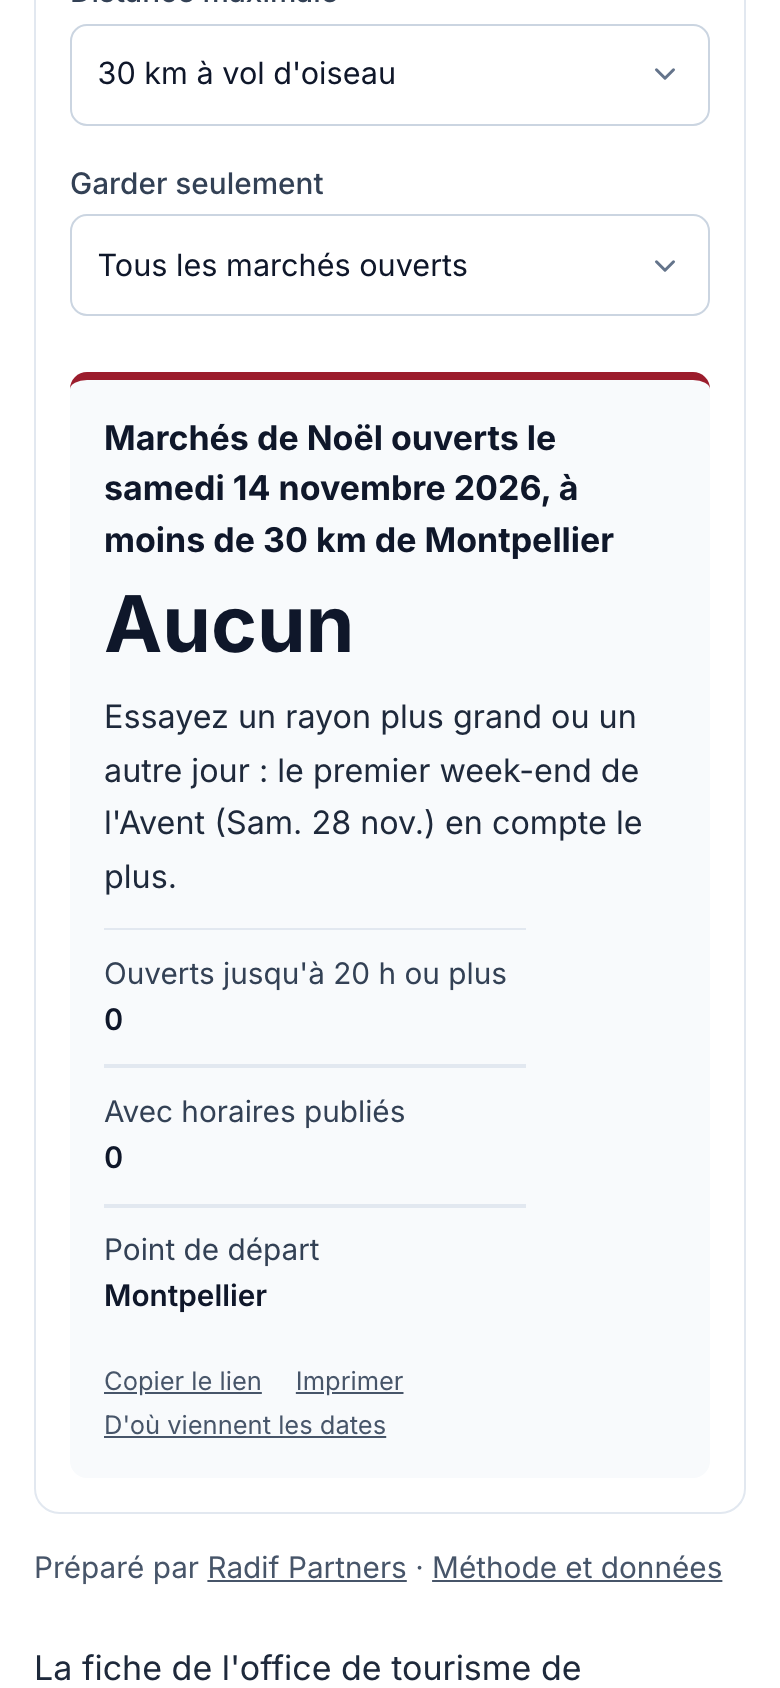 Distance maximale
30 km à vol d'oiseau
Garder seulement
Tous les marchés ouverts
Marchés de Noël ouverts le
samedi 14 novembre 2026, à
moins de 30 km de Montpellier
Aucun
Essayez un rayon plus grand ou un
autre jour : le premier week-end de
l'Avent (Sam. 28 nov.) en compte le
plus.
Ouverts jusqu'à 20 h ou plus
0
Avec horaires publiés
0
Point de départ
Montpellier
Copier le lien Imprimer
D'où viennent les dates
Préparé par Radif Partners · Méthode et données
La fiche de l'office de tourisme de